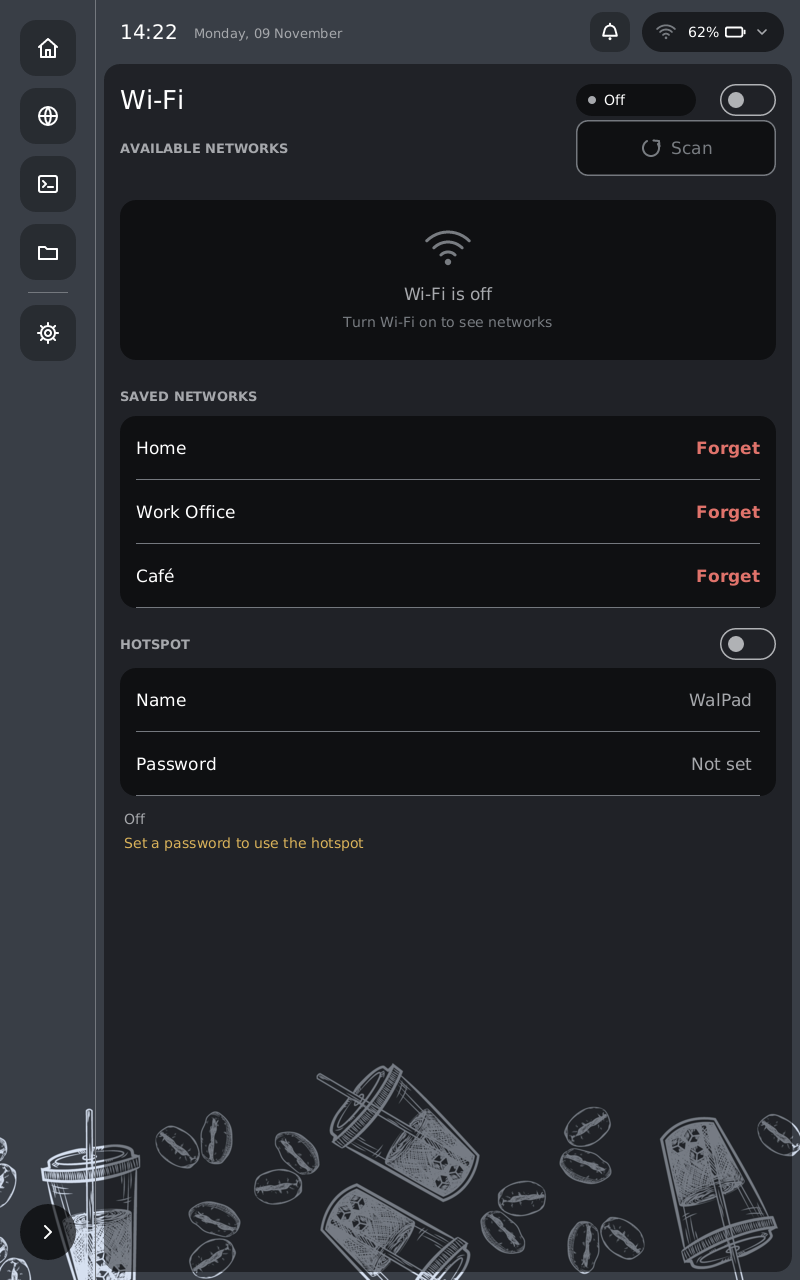 14:22 Monday, 09 November
62%
Wi-Fi
Off
AVAILABLE NETWORKS
Scan
Wi-Fi is off
Turn Wi-Fi on to see networks
SAVED NETWORKS
Home Forget
Work Office Forget
Café Forget
HOTSPOT
Name WalPad
Password Not set
Off
Set a password to use the hotspot